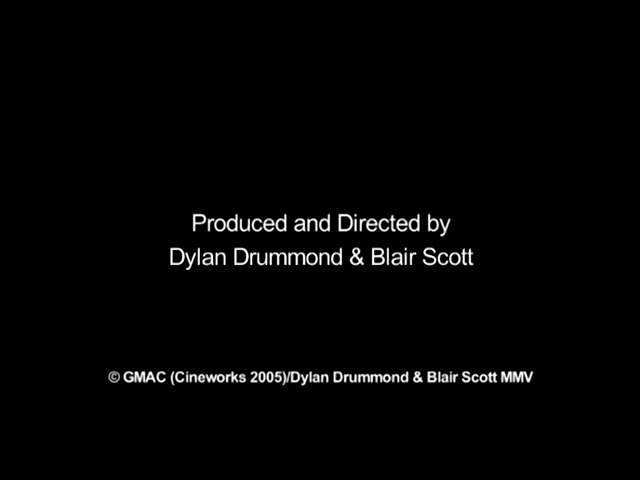 Produced and Directed by
Dylan Drummond & Blair Scott
© GMAC (Cineworks 2005)/Dylan Drummond & Blair Scott MMV